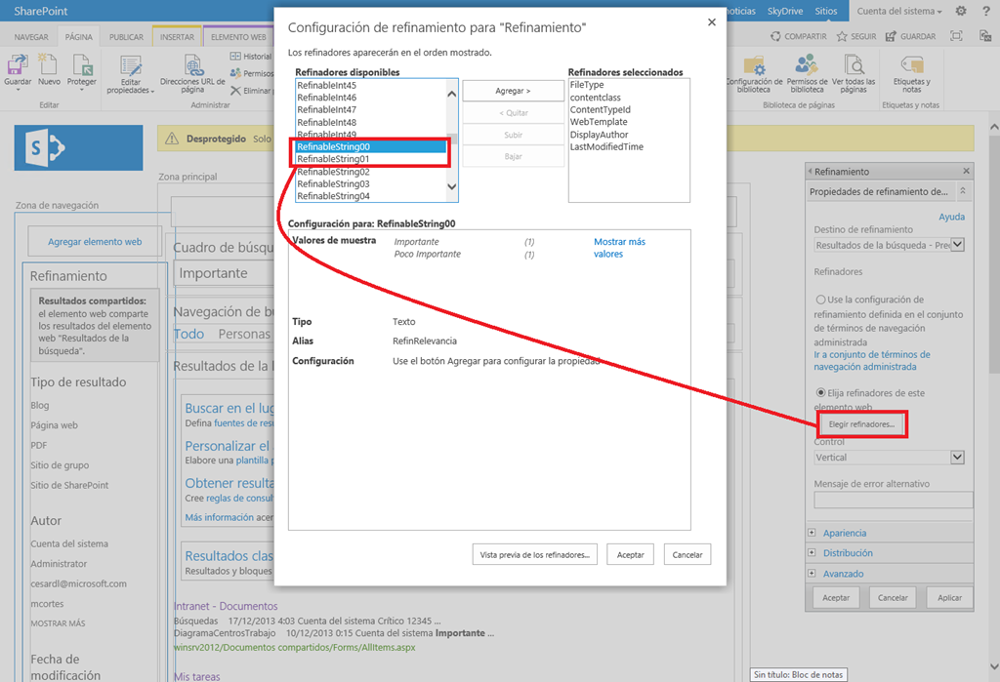 SharePoint
oticias SkyDrive Sitios Cuenta del sistema ?
NAVEGAR PÁGINA PUBLICAR INSERTAR ELEMENTO WEB
COMPARTIR SEGUIR GUARDAR
Guardar Nuevo Proteger
Editar propiedades
Direcciones URL de página
Historial
Permisos
Eliminar
Configuración de biblioteca
Permisos de biblioteca
Ver todas las páginas
Etiquetas y notas
Editar
Administrar
Biblioteca de páginas
Etiquetas y notas
S
Desprotegido Solo
Zona principal
Zona de navegación
Agregar elemento web
Refinamiento
Resultados compartidos:
el elemento web comparte
los resultados del elemento
web "Resultados de la
búsqueda".
Tipo de resultado
Blog
Página web
PDF
Sitio de grupo
Sitio de SharePoint
Autor
Cuenta del sistema
Administrator
cesardl@microsoft.com
mcortes
MOSTRAR MÁS
Fecha de
modificación
Cuadro de búsqu
Importante
Navegación de bú
Todo Personas
Resultados de la
Buscar en el lug
Defina fuentes de resu
Personalizar el
Elabore una plantilla p
Obtener resulta
Cree reglas de consul
Más información acer
Resultados clas
Resultados y bloques
Intranet - Documentos
Búsquedas 17/12/2013 4:03 Cuenta del sistema Crítico 12345 ...
DiagramaCentrosTrabajo 10/12/2013 0:15 Cuenta del sistema Importante ...
winsrv2012/Documentos compartidos/Forms/AllItems.aspx
Mis tareas
Configuración de refinamiento para "Refinamiento"
Los refinadores aparecerán en el orden mostrado.
Refinadores disponibles
RefinableInt45
RefinableInt46
RefinableInt47
RefinableInt48
RefinableInt49
RefinableString00
RefinableString01
RefinableString02
RefinableString03
RefinableString04
Agregar >
< Quitar
Subir
Bajar
Refinadores seleccionados
FileType
contentclass
ContentTypeId
WebTemplate
DisplayAuthor
LastModifiedTime
Configuración para: RefinableString00
Valores de muestra Importante (1) Mostrar más
Poco Importante (1) valores
Tipo Texto
Alias RefinRelevancia
Configuración Use el botón Agregar para configurar la propiedad
Vista previa de los refinadores... Aceptar Cancelar
Refinamiento
Propiedades de refinamiento de...
Ayuda
Destino de refinamiento
Resultados de la búsqueda - Pre
Refinadores
Use la configuración de
refinamiento definida en el conjunto
de términos de navegación
administrada
Ir a conjunto de términos de
navegación administrada
Elija refinadores de este
elemento web
Elegir refinadores...
Control
Vertical
Mensaje de error alternativo
Apariencia
Distribución
Avanzado
Aceptar Cancelar Aplicar
Sin título: Bloc de notas